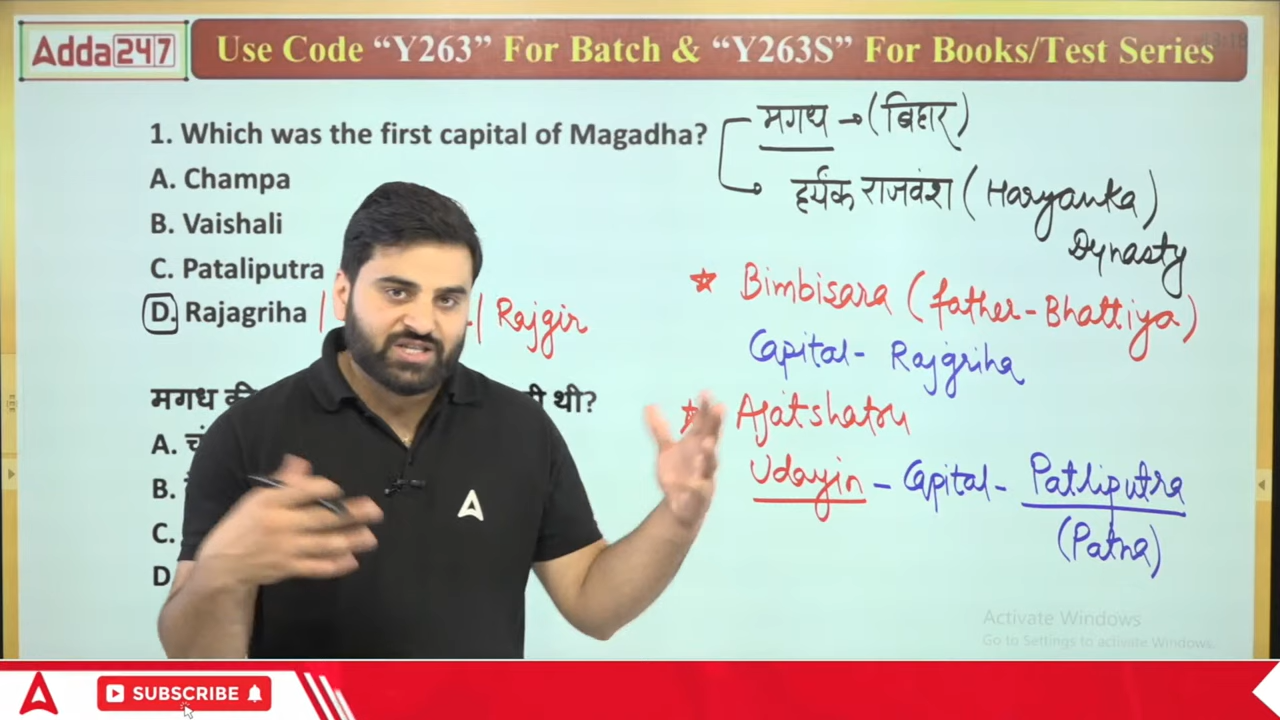 Adda247
Use Code “Y263” For Batch & “Y263S” For Books/Test Series
1. Which was the first capital of Magadha?
A. Champa
B. Vaishali
C. Pataliputra
D. Rajagriha / Rajgir
मगध की थी?
A.
B.
C.
D
मगध → (बिहार)
हर्यंक राजवंश (Haryanka)
Dynasty
★ Bimbisara (father - Bhattiya)
Capital - Rajgriha
★ Ajatshatru
Udayin - Capital - Patliputra
(Patna)
Activate Windows
Go to Settings to activate Windows.
SUBSCRIBE